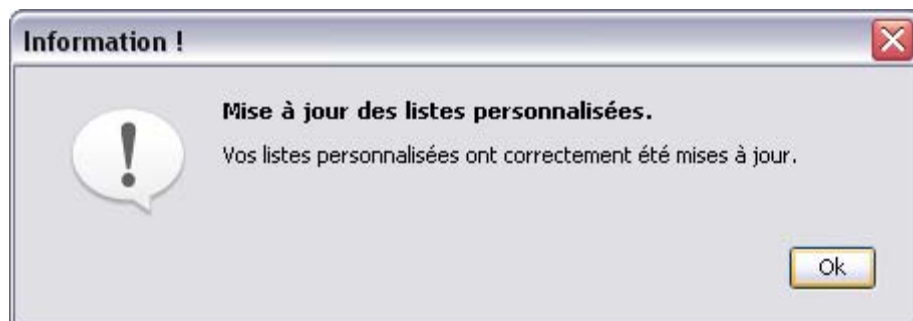 Information !
Mise à jour des listes personnalisées.
Vos listes personnalisées ont correctement été mises à jour.
Ok